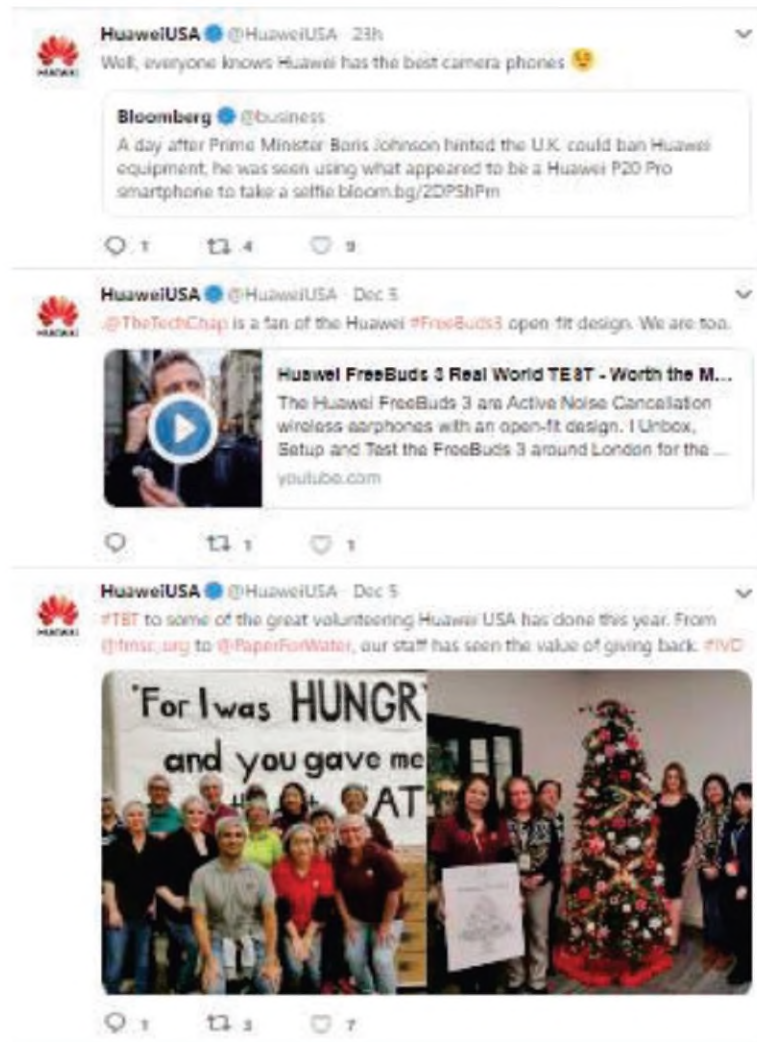 HuaweiUSA @HuaweiUSA · 23h
Well, everyone knows Huawei has the best camera phones 😉
HUAWEI
Bloomberg @business
A day after Prime Minister Boris Johnson hinted the U.K. could ban Huawei
equipment, he was seen using what appeared to be a Huawei P20 Pro
smartphone to take a selfie bloom.bg/2DPShPm
1 4 9
HuaweiUSA @HuaweiUSA · Dec 5
.@TheTechChap is a fan of the Huawei #FreeBuds3 open fit design. We are too.
HUAWEI
Huawei FreeBuds 3 Real World TEST - Worth the M...
The Huawei FreeBuds 3 are Active Noise Cancellation
wireless earphones with an open-fit design. I Unbox,
Setup and Test the FreeBuds 3 around London for the ...
youtube.com
1 1
HuaweiUSA @HuaweiUSA · Dec 5
#TBT to some of the great volunteering Huawei USA has done this year. From
HUAWEI
to @PaperForWater, our staff has seen the value of giving back. #IVD
"For I was HUNGR
and you gave me
AT
1 3 7